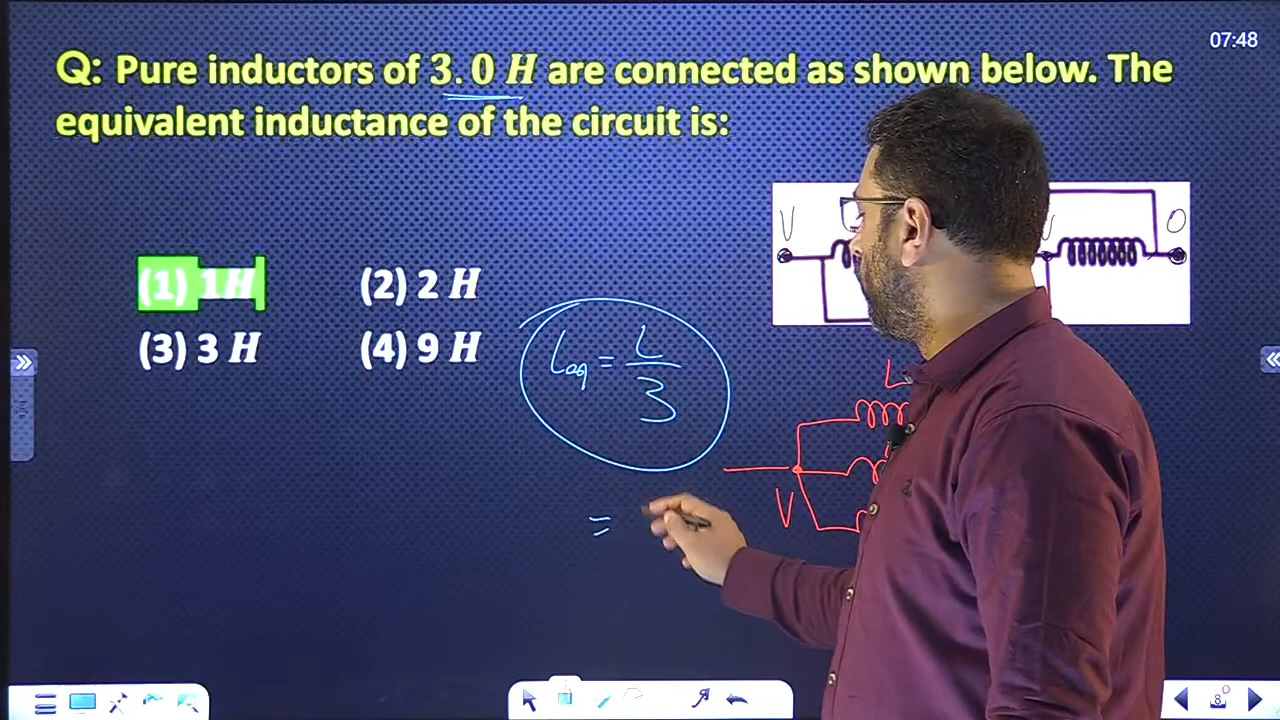 07:48
Q: Pure inductors of 3.0 H are connected as shown below. The
equivalent inductance of the circuit is:
V
O
(1) 1H
(2) 2 H
(3) 3 H
(4) 9 H
Leq = L/3
L
V
=